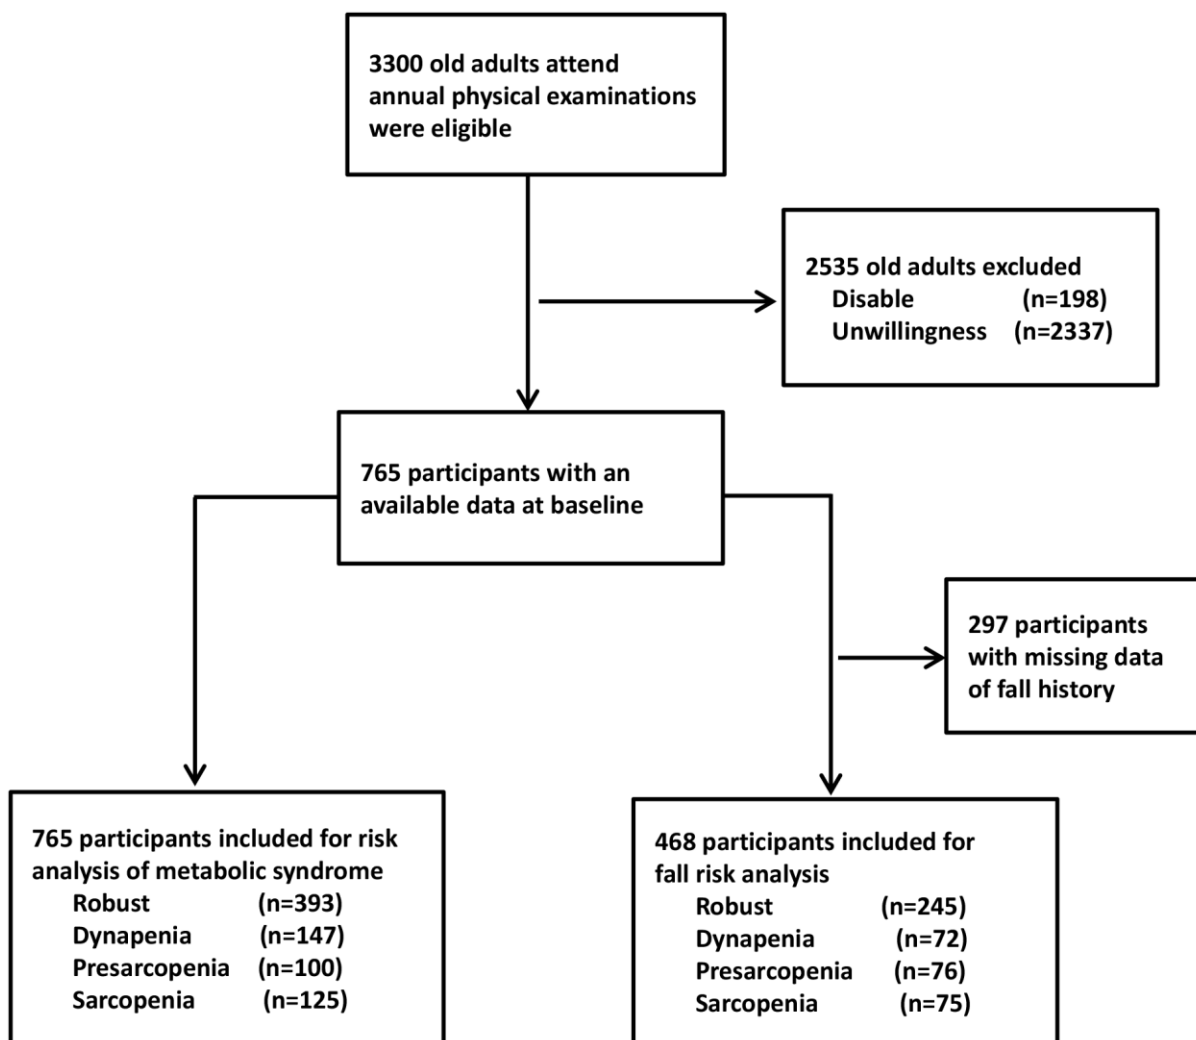 3300 old adults attend
annual physical examinations
were eligible
2535 old adults excluded
Disable (n=198)
Unwillingness (n=2337)
765 participants with an
available data at baseline
297 participants
with missing data
of fall history
765 participants included for risk
analysis of metabolic syndrome
Robust (n=393)
Dynapenia (n=147)
Presarcopenia (n=100)
Sarcopenia (n=125)
468 participants included for
fall risk analysis
Robust (n=245)
Dynapenia (n=72)
Presarcopenia (n=76)
Sarcopenia (n=75)